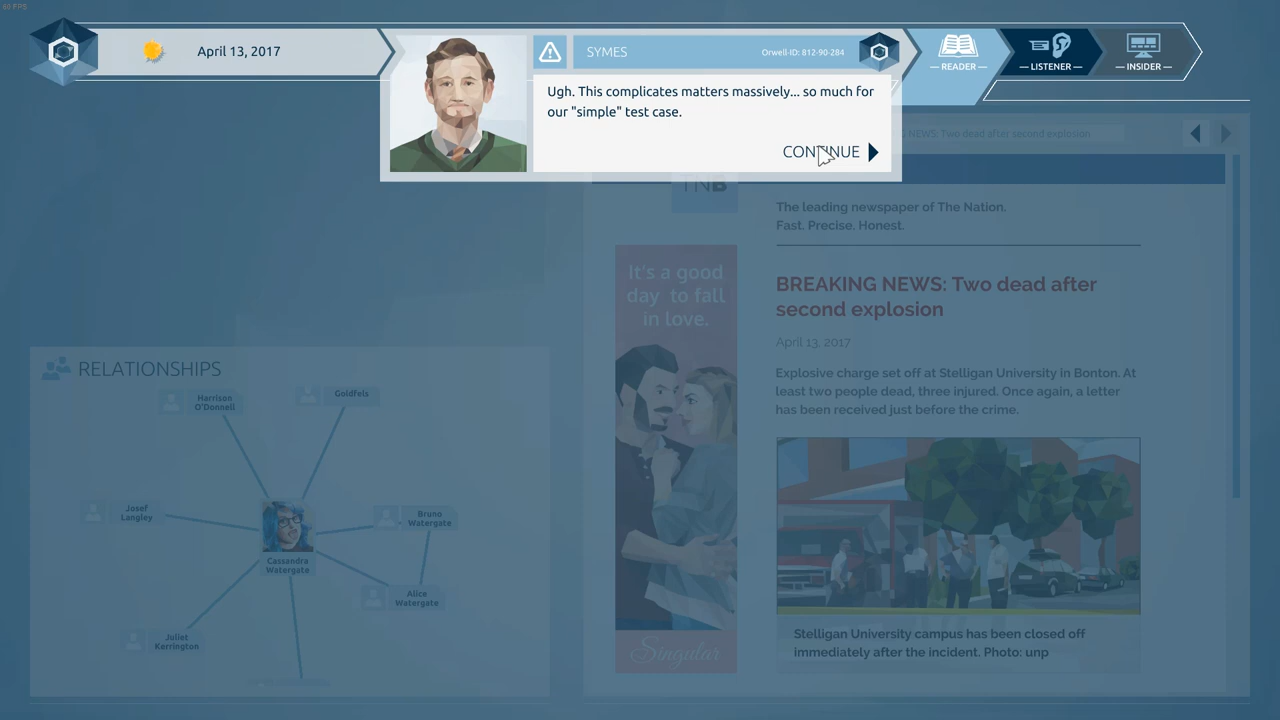 60 FPS
April 13, 2017
SYMES
Orwell-ID: 812-90-284
Ugh. This complicates matters massively... so much for
our "simple" test case.
CONTINUE
— READER —
— LISTENER —
— INSIDER —
NEWS: Two dead after second explosion
TNB
The leading newspaper of The Nation.
Fast. Precise. Honest.
It's a good
day to fall
in love.
Singular
BREAKING NEWS: Two dead after
second explosion
April 13, 2017
Explosive charge set off at Stelligan University in Bonton. At
least two people dead, three injured. Once again, a letter
has been received just before the crime.
Stelligan University campus has been closed off
immediately after the incident. Photo: unp
RELATIONSHIPS
Harrison
O'Donnell
Goldfels
Josef
Langley
Bruno
Watergate
Cassandra
Watergate
Alice
Watergate
Juliet
Kerrington